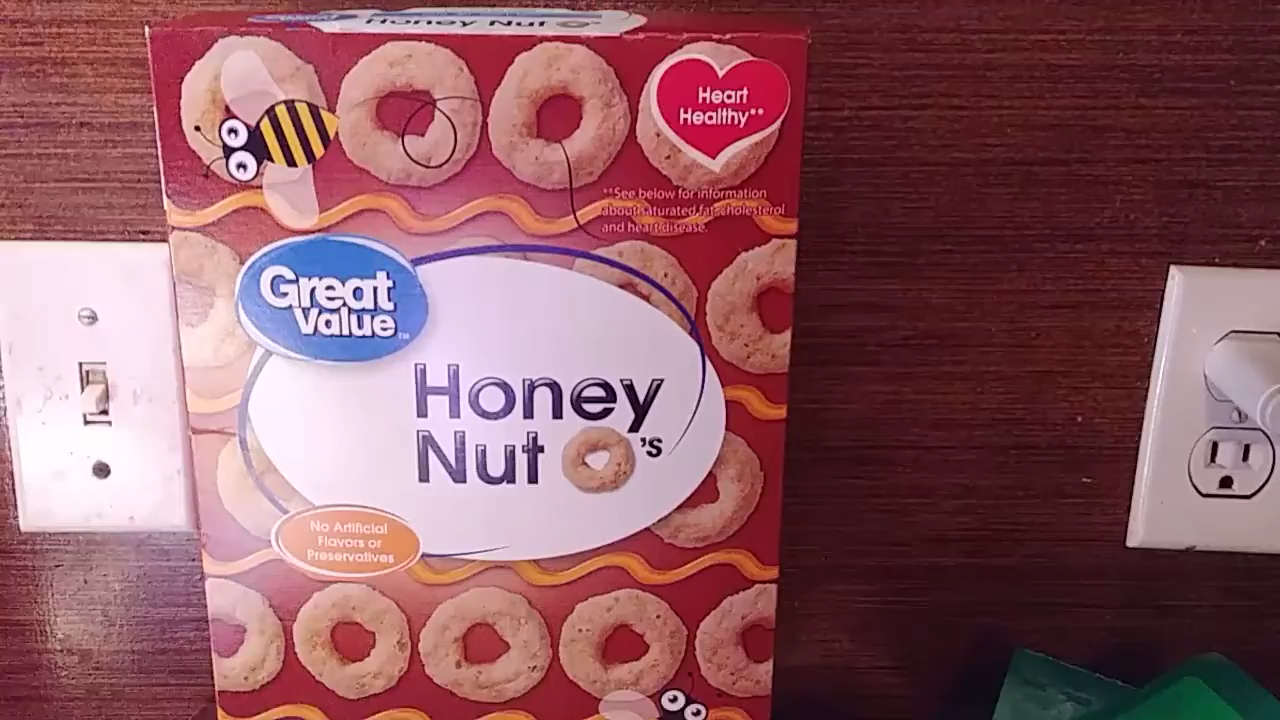 Honey Nut O's
Heart
Healthy**
**See below for information
about saturated fat, cholesterol
and heart disease.
Great
Value™
Honey
Nut O's
No Artificial
Flavors or
Preservatives